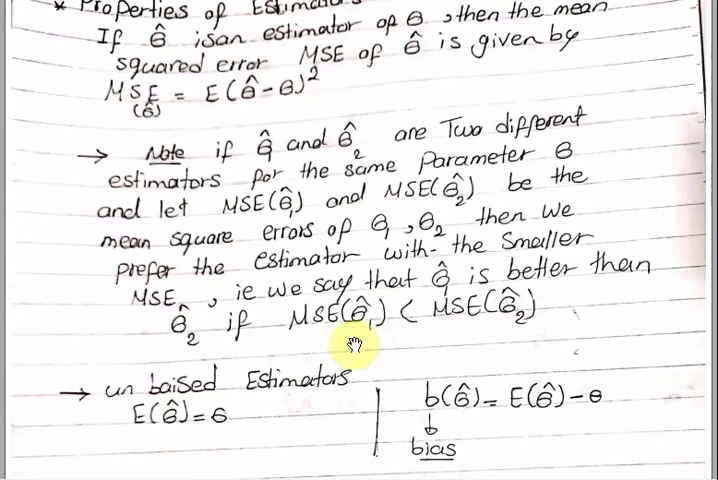 * Properties of Estimators
If θ̂ is an estimator of θ, then the mean
squared error MSE of θ̂ is given by
MSE(θ̂) = E(θ̂-θ)²
→ Note if θ̂₁ and θ̂₂ are Two different
estimators for the same Parameter θ
and let MSE(θ̂₁) and MSE(θ̂₂) be the
mean square errors of θ₁, θ₂ then we
prefer the estimator with the smaller
MSE, ie we say that θ̂₁ is better than
θ̂₂ if MSE(θ̂₁) < MSE(θ̂₂)
→ un baised Estimators
E(θ̂) = θ
b(θ̂) = E(θ̂) - θ
↓
bias